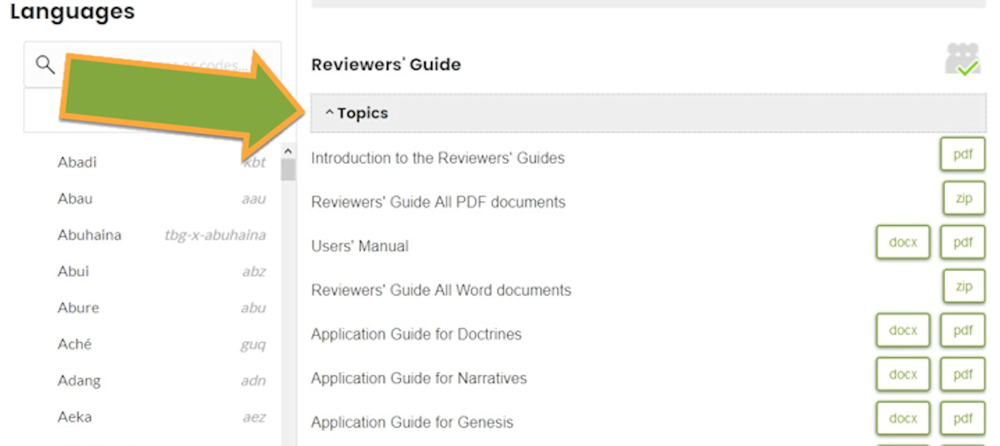 Languages
or codes...
Abadi kbt
Abau aau
Abuhaina tbg-x-abuhaina
Abui abz
Abure abu
Aché guq
Adang adn
Aeka aez
Reviewers' Guide
^ Topics
Introduction to the Reviewers' Guides pdf
Reviewers' Guide All PDF documents zip
Users' Manual docx pdf
Reviewers' Guide All Word documents zip
Application Guide for Doctrines docx pdf
Application Guide for Narratives docx pdf
Application Guide for Genesis docx pdf